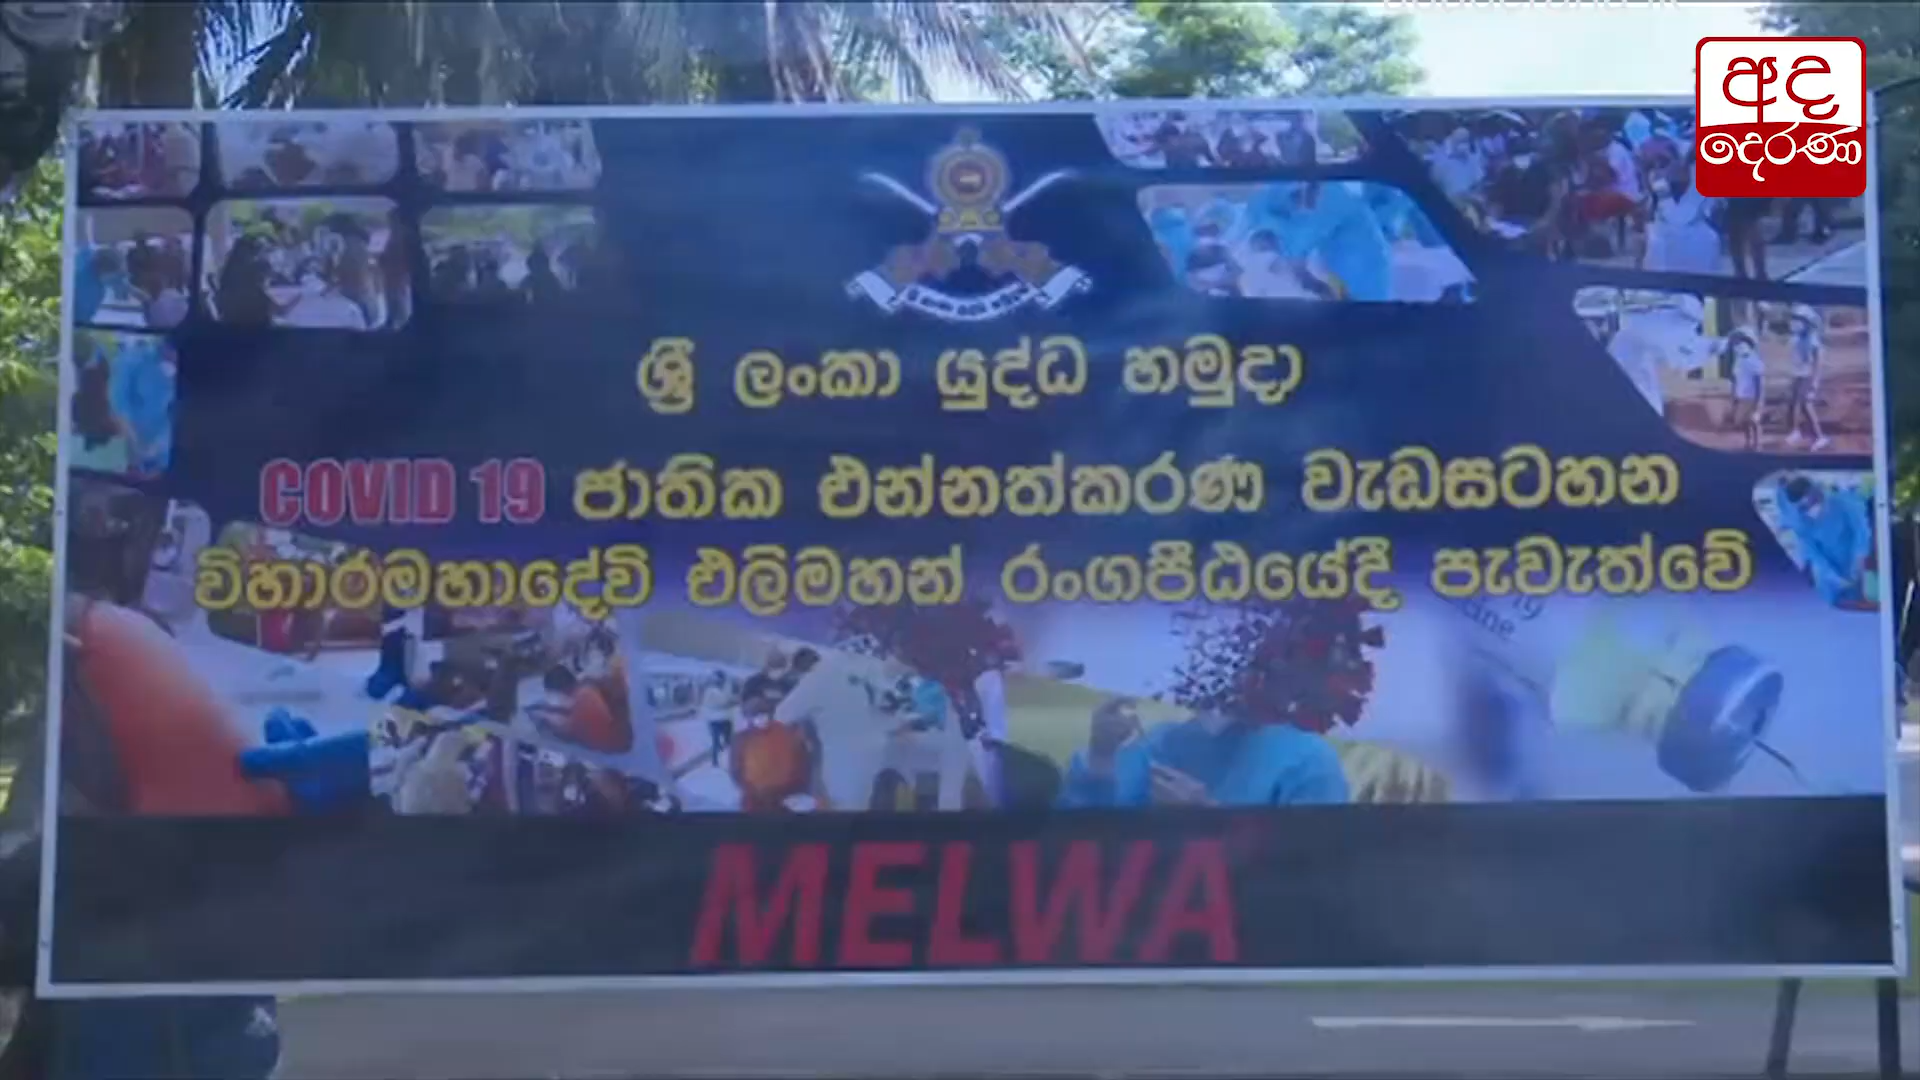 අද
දෙරණ
ශ්‍රී ලංකා යුද්ධ හමුදා
COVID 19 ජාතික එන්නත්කරණ වැඩසටහන
විහාරමහාදේවි එලිමහන් රංගපීඨයේදී පැවැත්වේ
MELWA